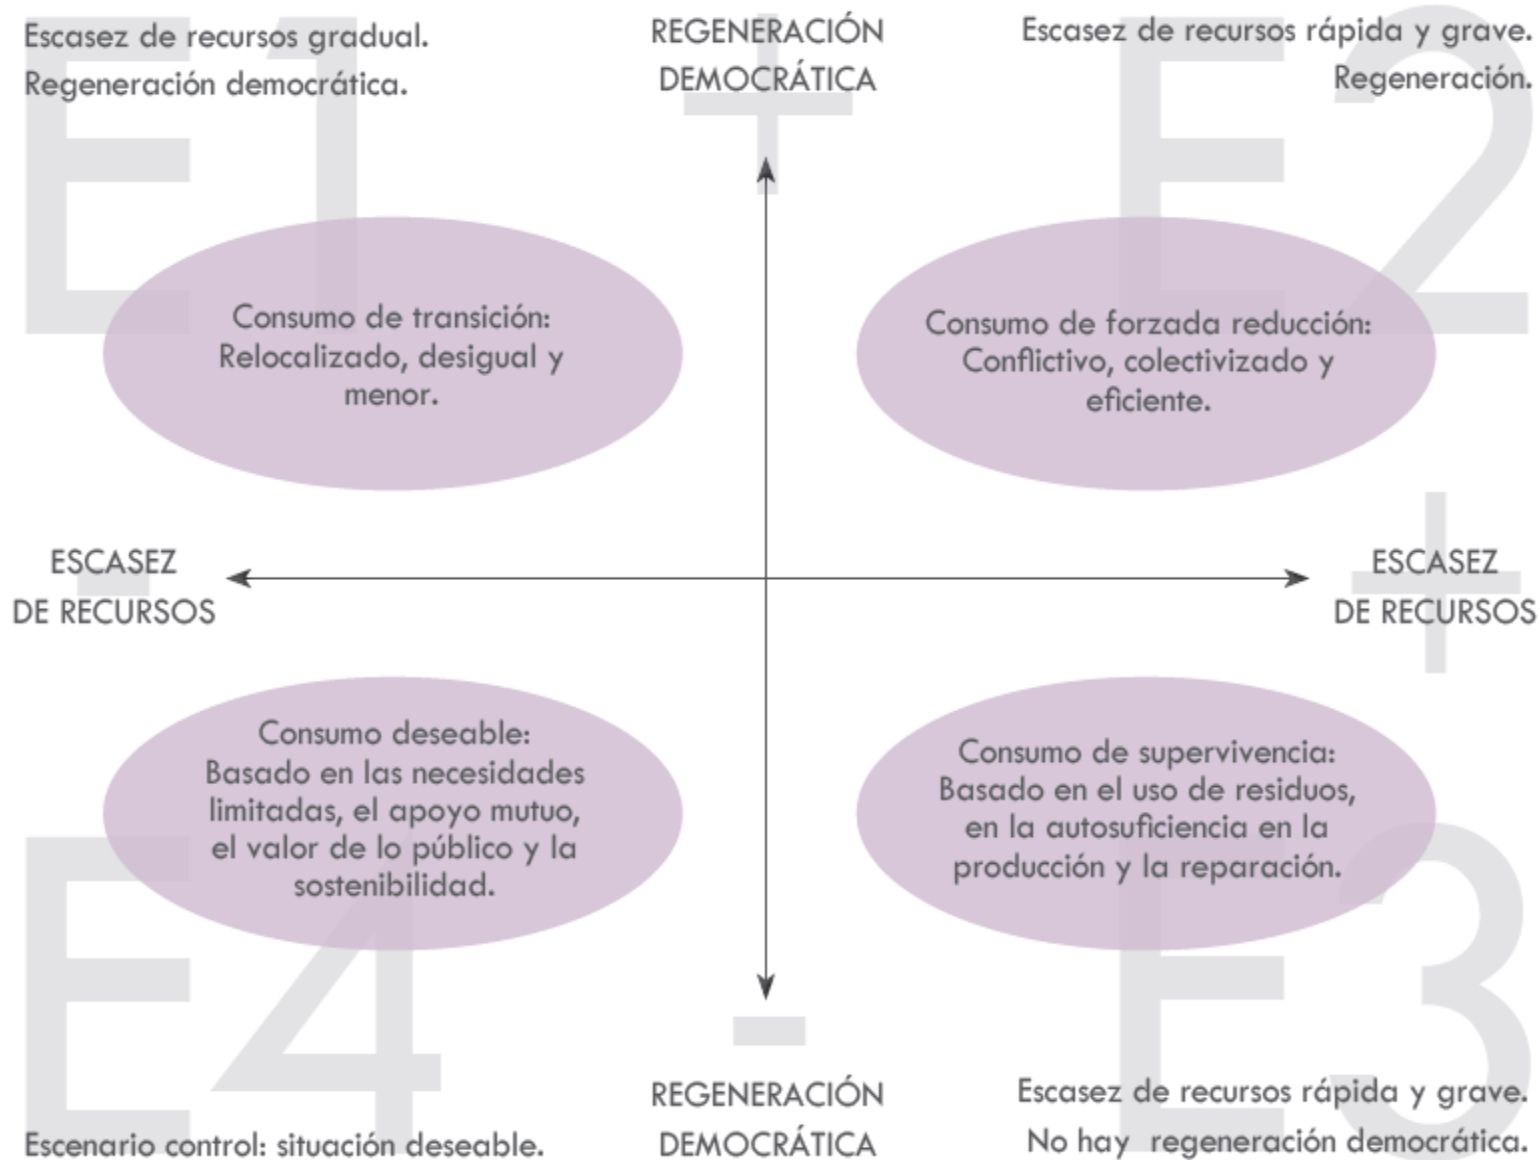 E1
Escasez de recursos gradual.
Regeneración democrática.
+
REGENERACIÓN
DEMOCRÁTICA
E2
Escasez de recursos rápida y grave.
Regeneración.
Consumo de transición:
Relocalizado, desigual y
menor.
Consumo de forzada reducción:
Conflictivo, colectivizado y
eficiente.
-
ESCASEZ
DE RECURSOS
+
ESCASEZ
DE RECURSOS
Consumo deseable:
Basado en las necesidades
limitadas, el apoyo mutuo,
el valor de lo público y la
sostenibilidad.
Consumo de supervivencia:
Basado en el uso de residuos,
en la autosuficiencia en la
producción y la reparación.
E4
Escenario control: situación deseable.
-
REGENERACIÓN
DEMOCRÁTICA
E3
Escasez de recursos rápida y grave.
No hay regeneración democrática.